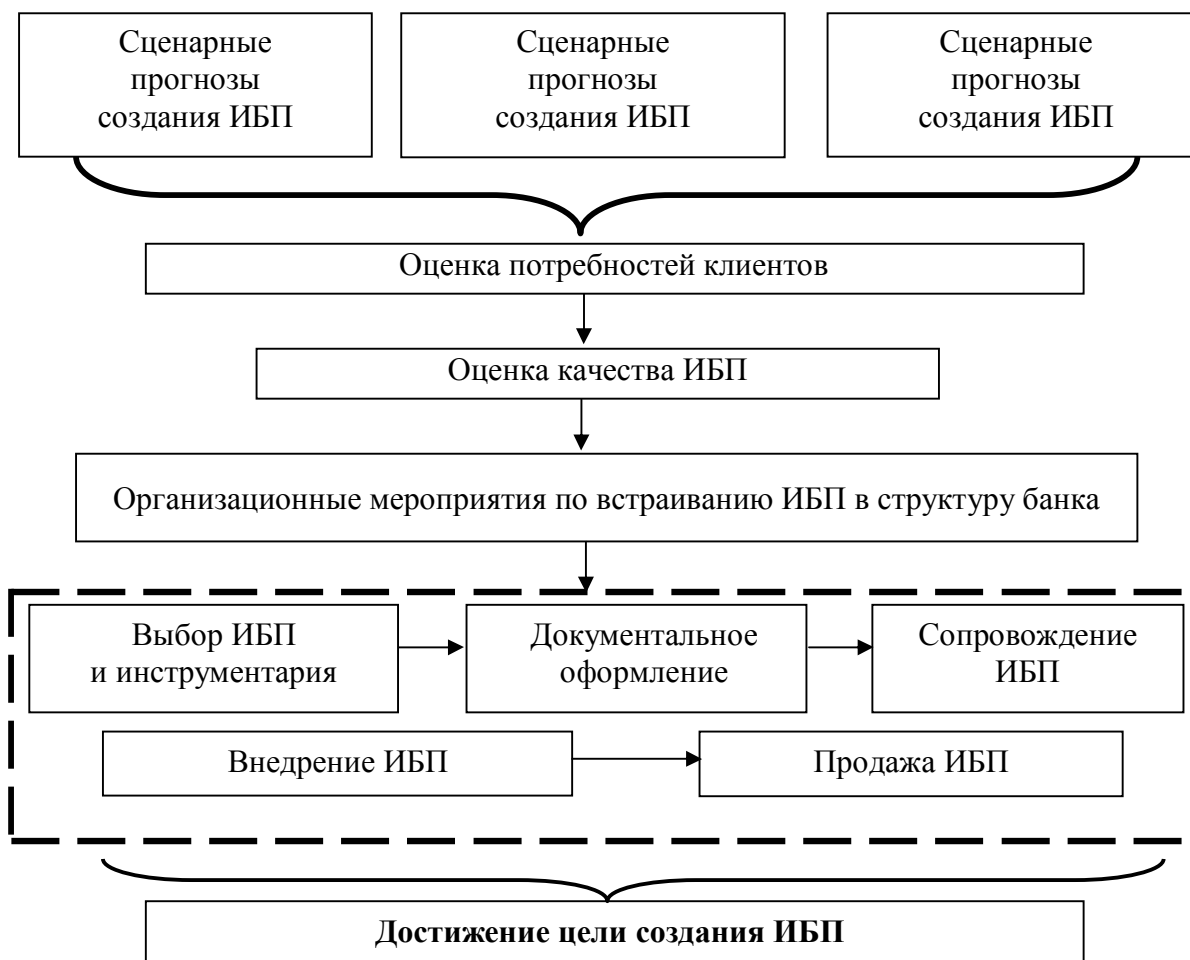 Сценарные
прогнозы
создания ИБП
Сценарные
прогнозы
создания ИБП
Сценарные
прогнозы
создания ИБП
Оценка потребностей клиентов
Оценка качества ИБП
Организационные мероприятия по встраиванию ИБП в структуру банка
Выбор ИБП
и инструментария
Документальное
оформление
Сопровождение
ИБП
Внедрение ИБП
Продажа ИБП
Достижение цели создания ИБП